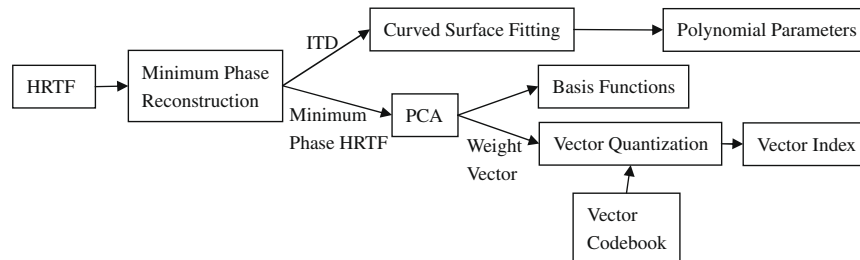 HRTF
Minimum Phase
Reconstruction
ITD
Minimum
Phase HRTF
Curved Surface Fitting
Polynomial Parameters
PCA
Basis Functions
Weight
Vector
Vector Quantization
Vector Index
Vector
Codebook